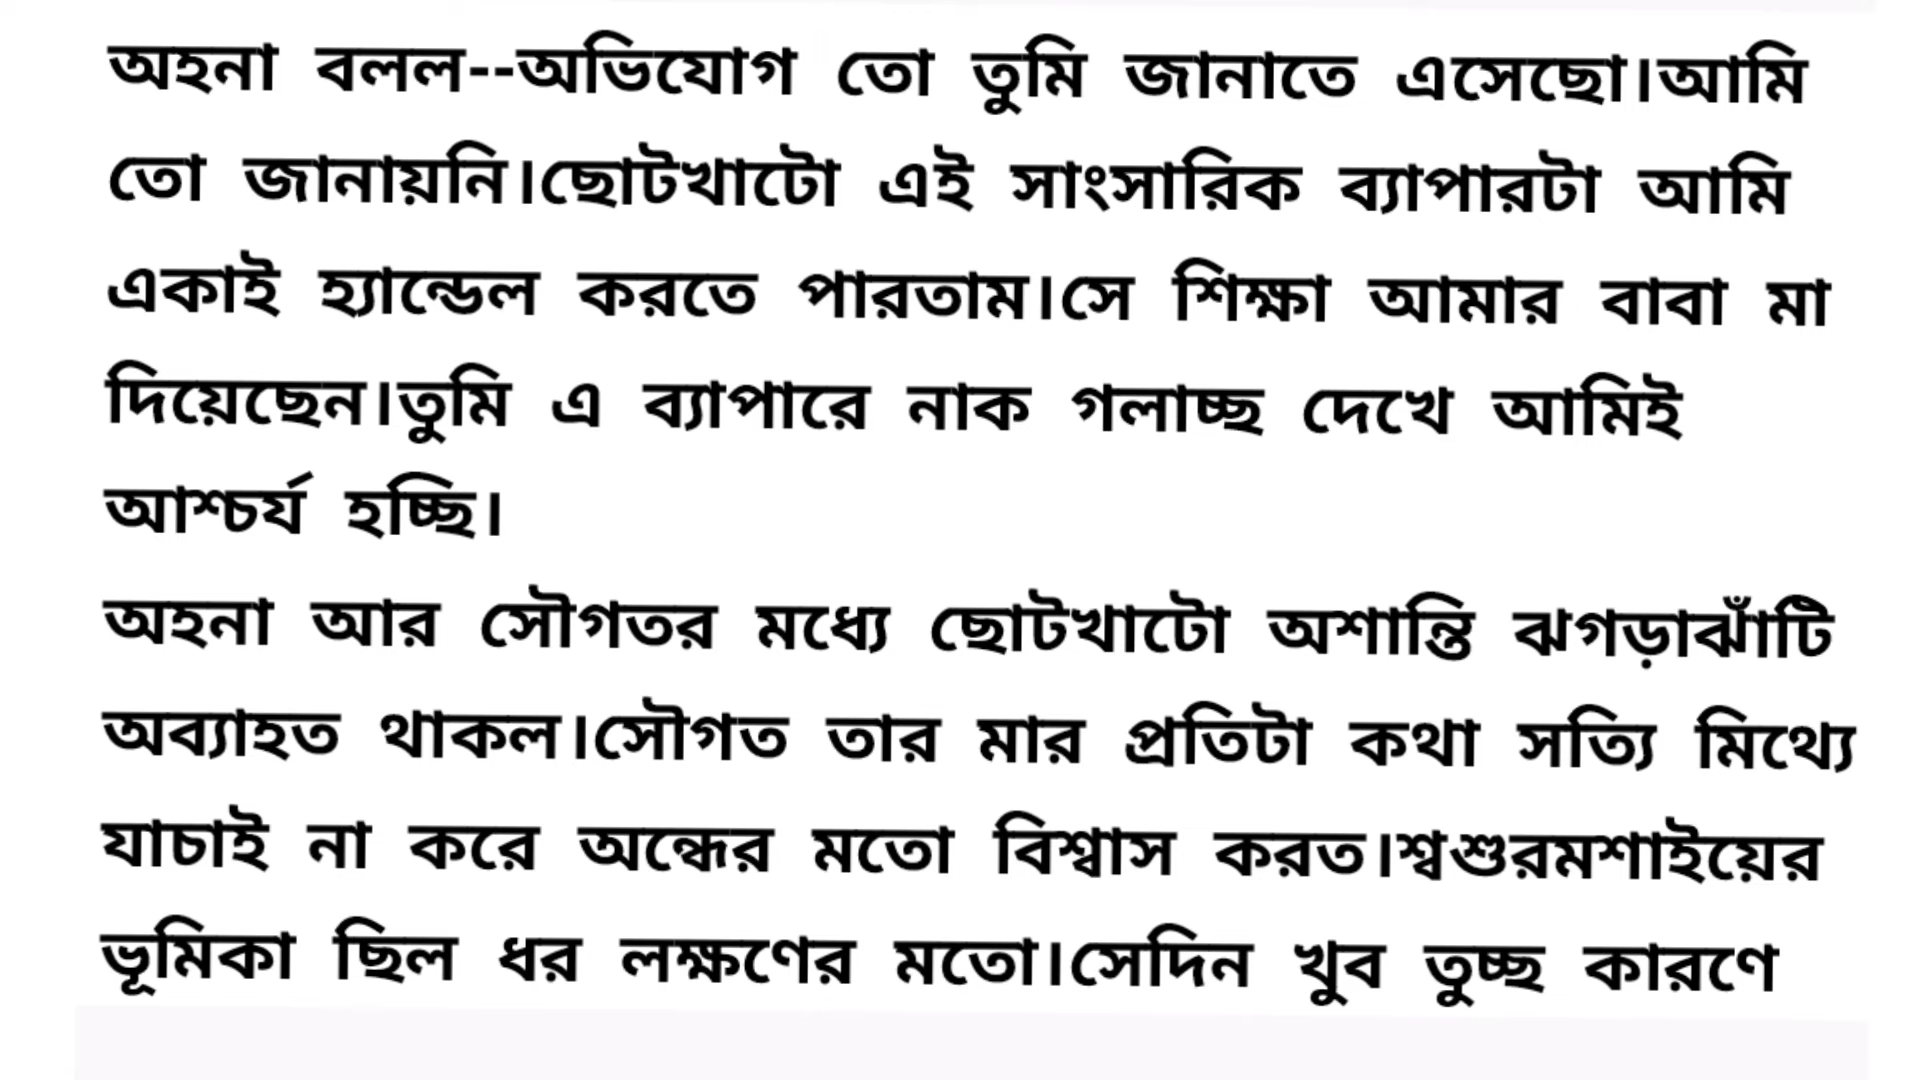 অহনা বলল--অভিযোগ তো তুমি জানাতে এসেছো।আমি
তো জানায়নি।ছোটখাটো এই সাংসারিক ব্যাপারটা আমি
একাই হ্যান্ডেল করতে পারতাম।সে শিক্ষা আমার বাবা মা
দিয়েছেন।তুমি এ ব্যাপারে নাক গলাচ্ছ দেখে আমিই
আশ্চর্য হচ্ছি।
অহনা আর সৌগতর মধ্যে ছোটখাটো অশান্তি ঝগড়াঝাঁটি
অব্যাহত থাকল।সৌগত তার মার প্রতিটা কথা সত্যি মিথ্যে
যাচাই না করে অন্ধের মতো বিশ্বাস করত।শ্বশুরমশাইয়ের
ভূমিকা ছিল ধর লক্ষণের মতো।সেদিন খুব তুচ্ছ কারণে